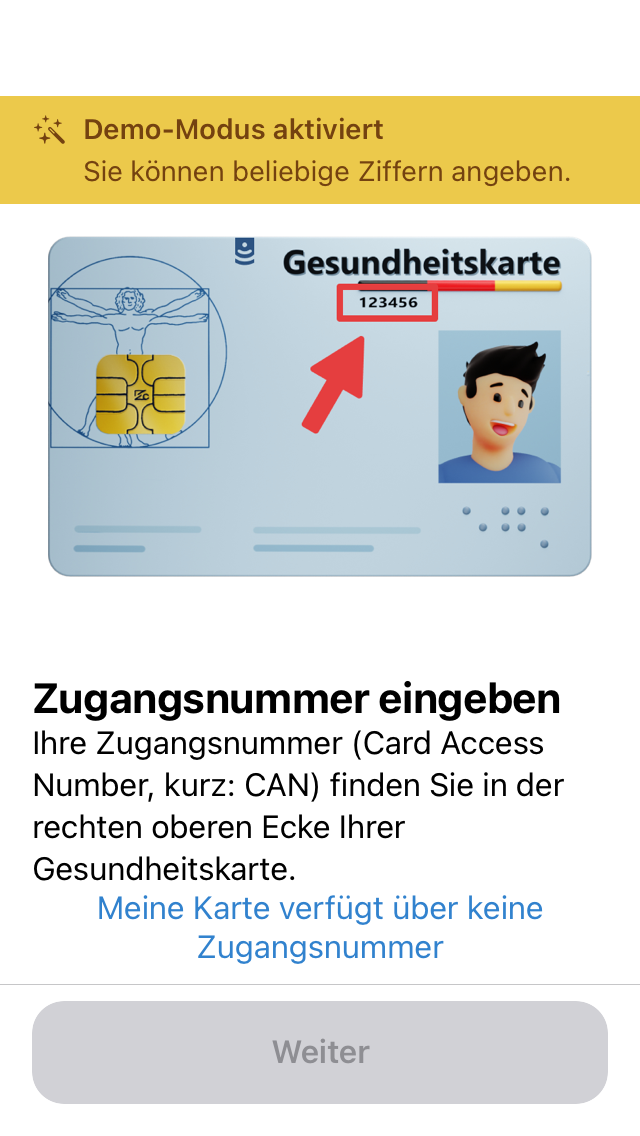 Demo-Modus aktiviert
Sie können beliebige Ziffern angeben.
Gesundheitskarte
123456
Zugangsnummer eingeben
Ihre Zugangsnummer (Card Access
Number, kurz: CAN) finden Sie in der
rechten oberen Ecke Ihrer
Gesundheitskarte.
Meine Karte verfügt über keine
Zugangsnummer
Weiter